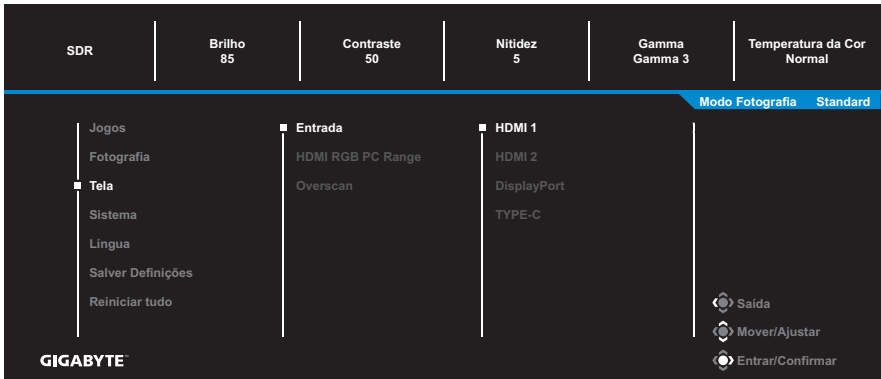 SDR
Brilho
85
Contraste
50
Nitidez
5
Gamma
Gamma 3
Temperatura da Cor
Normal
Modo Fotografia Standard
Jogos
Fotografia
Tela
Sistema
Lingua
Salver Definições
Reiniciar tudo
Entrada
HDMI RGB PC Range
Overscan
HDMI 1
HDMI 2
DisplayPort
TYPE-C
Saída
Mover/Ajustar
Entrar/Confirmar
GIGABYTE™